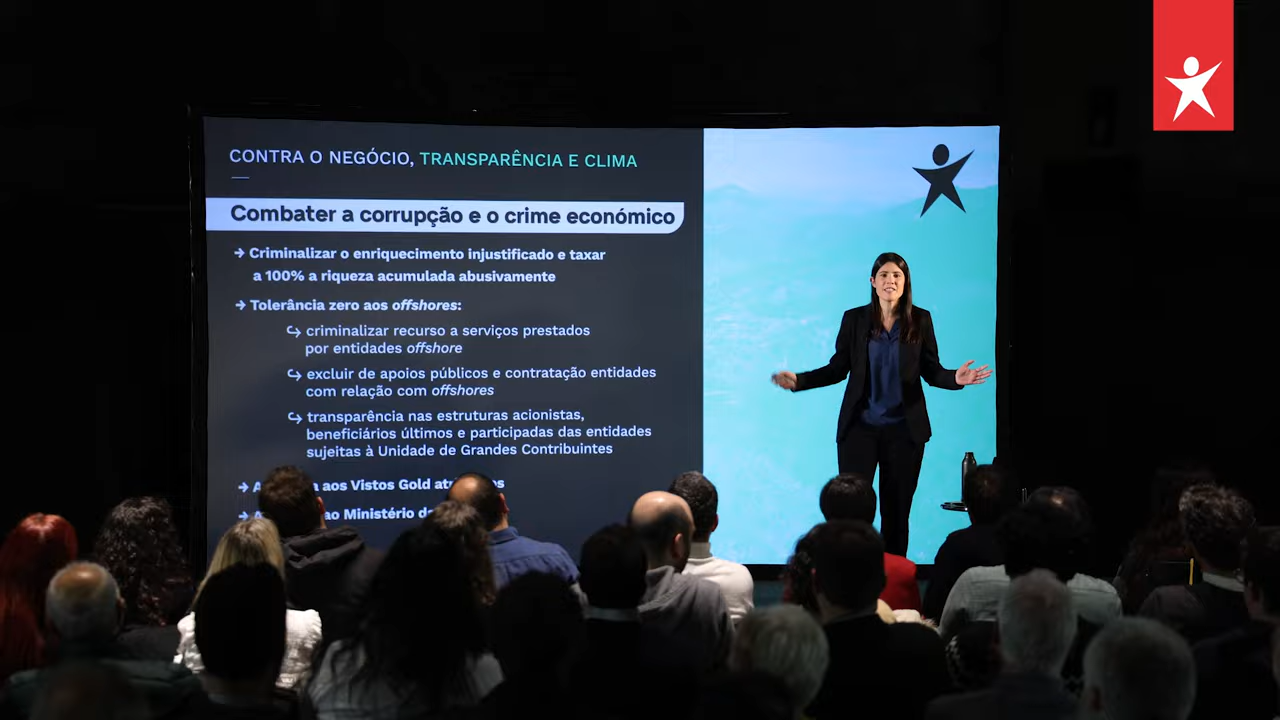 CONTRA O NEGÓCIO, TRANSPARÊNCIA E CLIMA
Combater a corrupção e o crime económico
→ Criminalizar o enriquecimento injustificado e taxar
a 100% a riqueza acumulada abusivamente
→ Tolerância zero aos offshores:
↪ criminalizar recurso a serviços prestados
por entidades offshore
↪ excluir de apoios públicos e contratação entidades
com relação com offshores
↪ transparência nas estruturas acionistas,
beneficiários últimos e participadas das entidades
sujeitas à Unidade de Grandes Contribuintes
→ aos Vistos Gold
→ ao Ministério